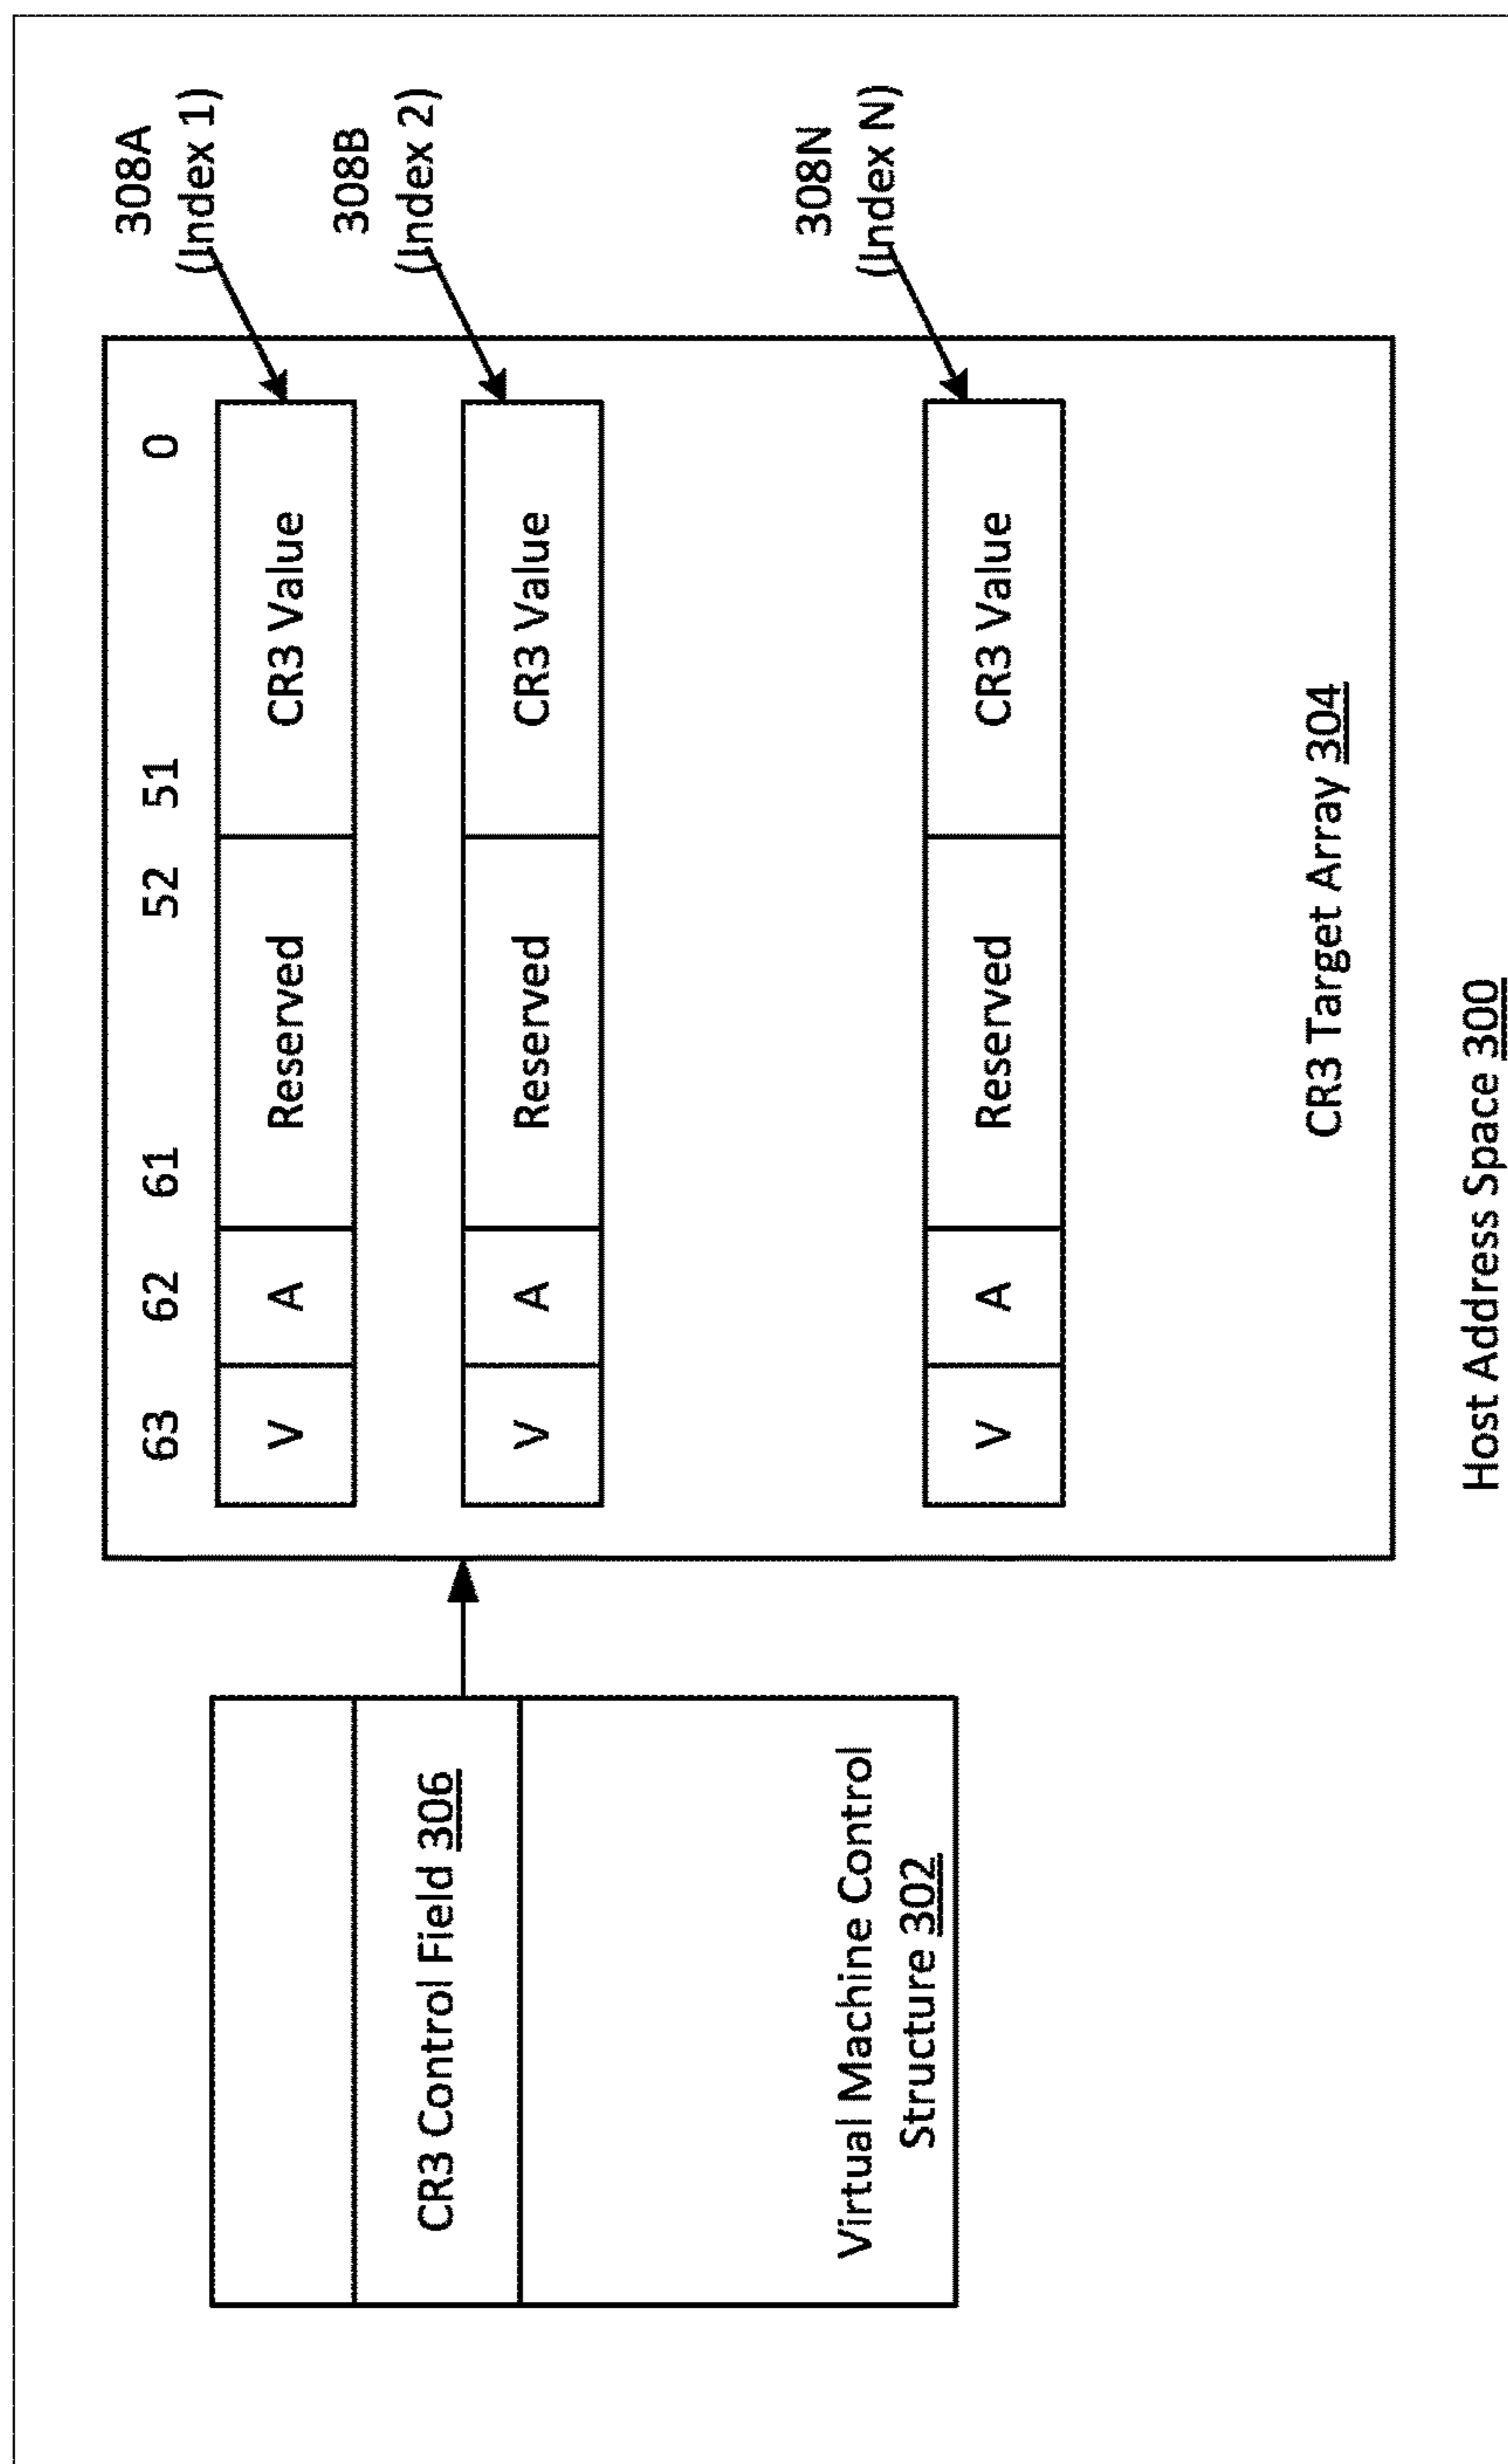 63 62 61 52 51 0
V A Reserved CR3 Value
308A
(Index 1)
CR3 Control Field 306
V A Reserved CR3 Value
308B
(Index 2)
Virtual Machine Control
Structure 302
V A Reserved CR3 Value
308N
(Index N)
CR3 Target Array 304
Host Address Space 300